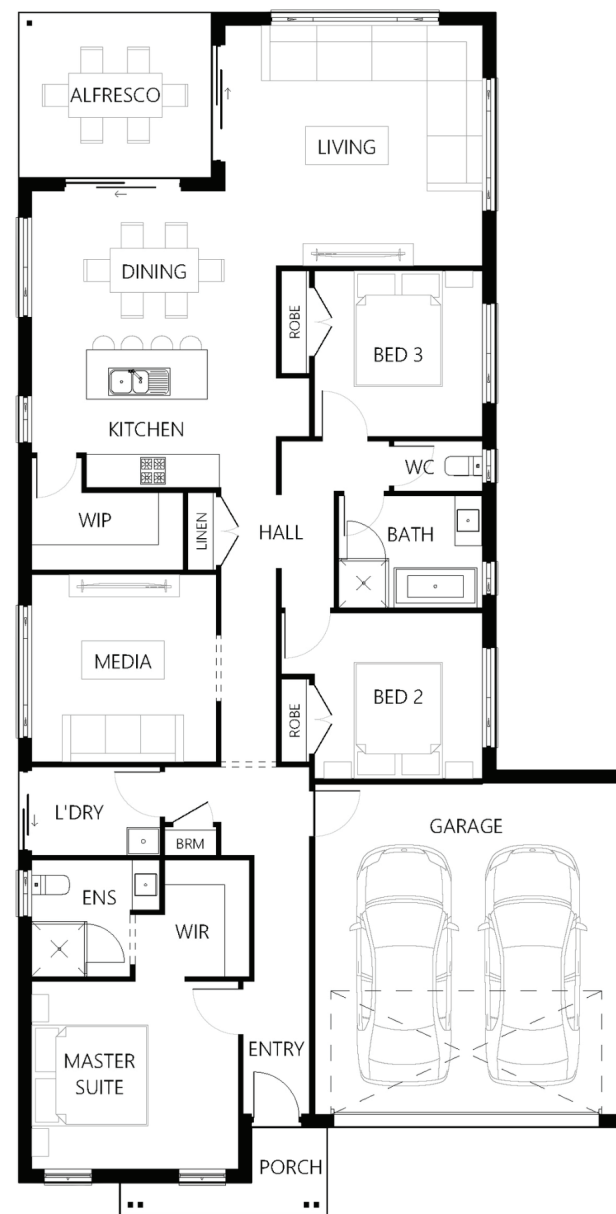 ALFRESCO
LIVING
DINING
ROBE
BED 3
KITCHEN
WC
WIP
LINEN
HALL
BATH
MEDIA
ROBE
BED 2
L'DRY
BRM
GARAGE
ENS
WIR
ENTRY
MASTER
SUITE
PORCH